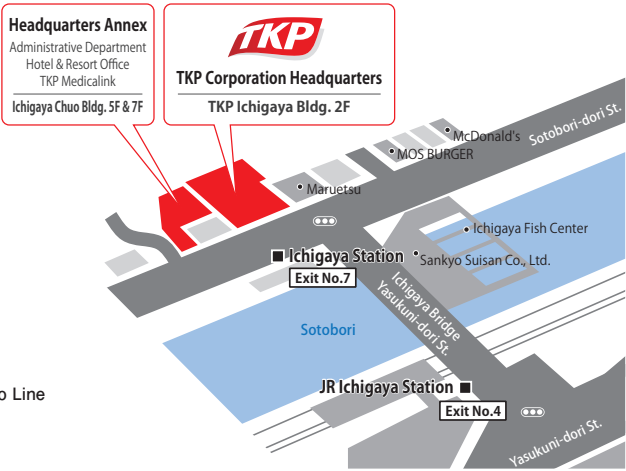 Headquarters Annex
Administrative Department
Hotel & Resort Office
TKP Medicalink
Ichigaya Chuo Bldg. 5F & 7F
TKP
TKP Corporation Headquarters
TKP Ichigaya Bldg. 2F
McDonald's
Sotobori-dori St.
MOS BURGER
Maruetsu
Ichigaya Fish Center
Ichigaya Station
Sankyo Suisan Co., Ltd.
Exit No.7
Ichigaya Bridge
Yasukuni-dori St.
Sotobori
JR Ichigaya Station
o Line
Exit No.4
Yasukuni-dori St.